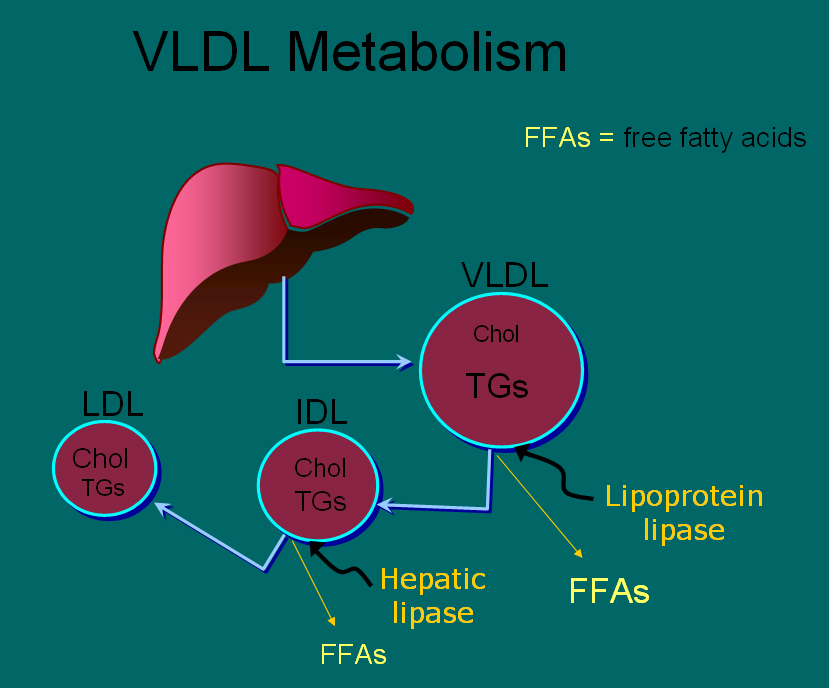 VLDL Metabolism
FFAs = free fatty acids
VLDL
Chol
TGs
LDL
Chol
TGs
IDL
Chol
TGs
Lipoprotein
lipase
FFAs
Hepatic
lipase
FFAs